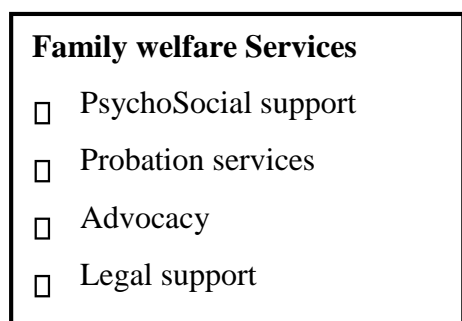 Family welfare Services
▯ PsychoSocial support
▯ Probation services
▯ Advocacy
▯ Legal support